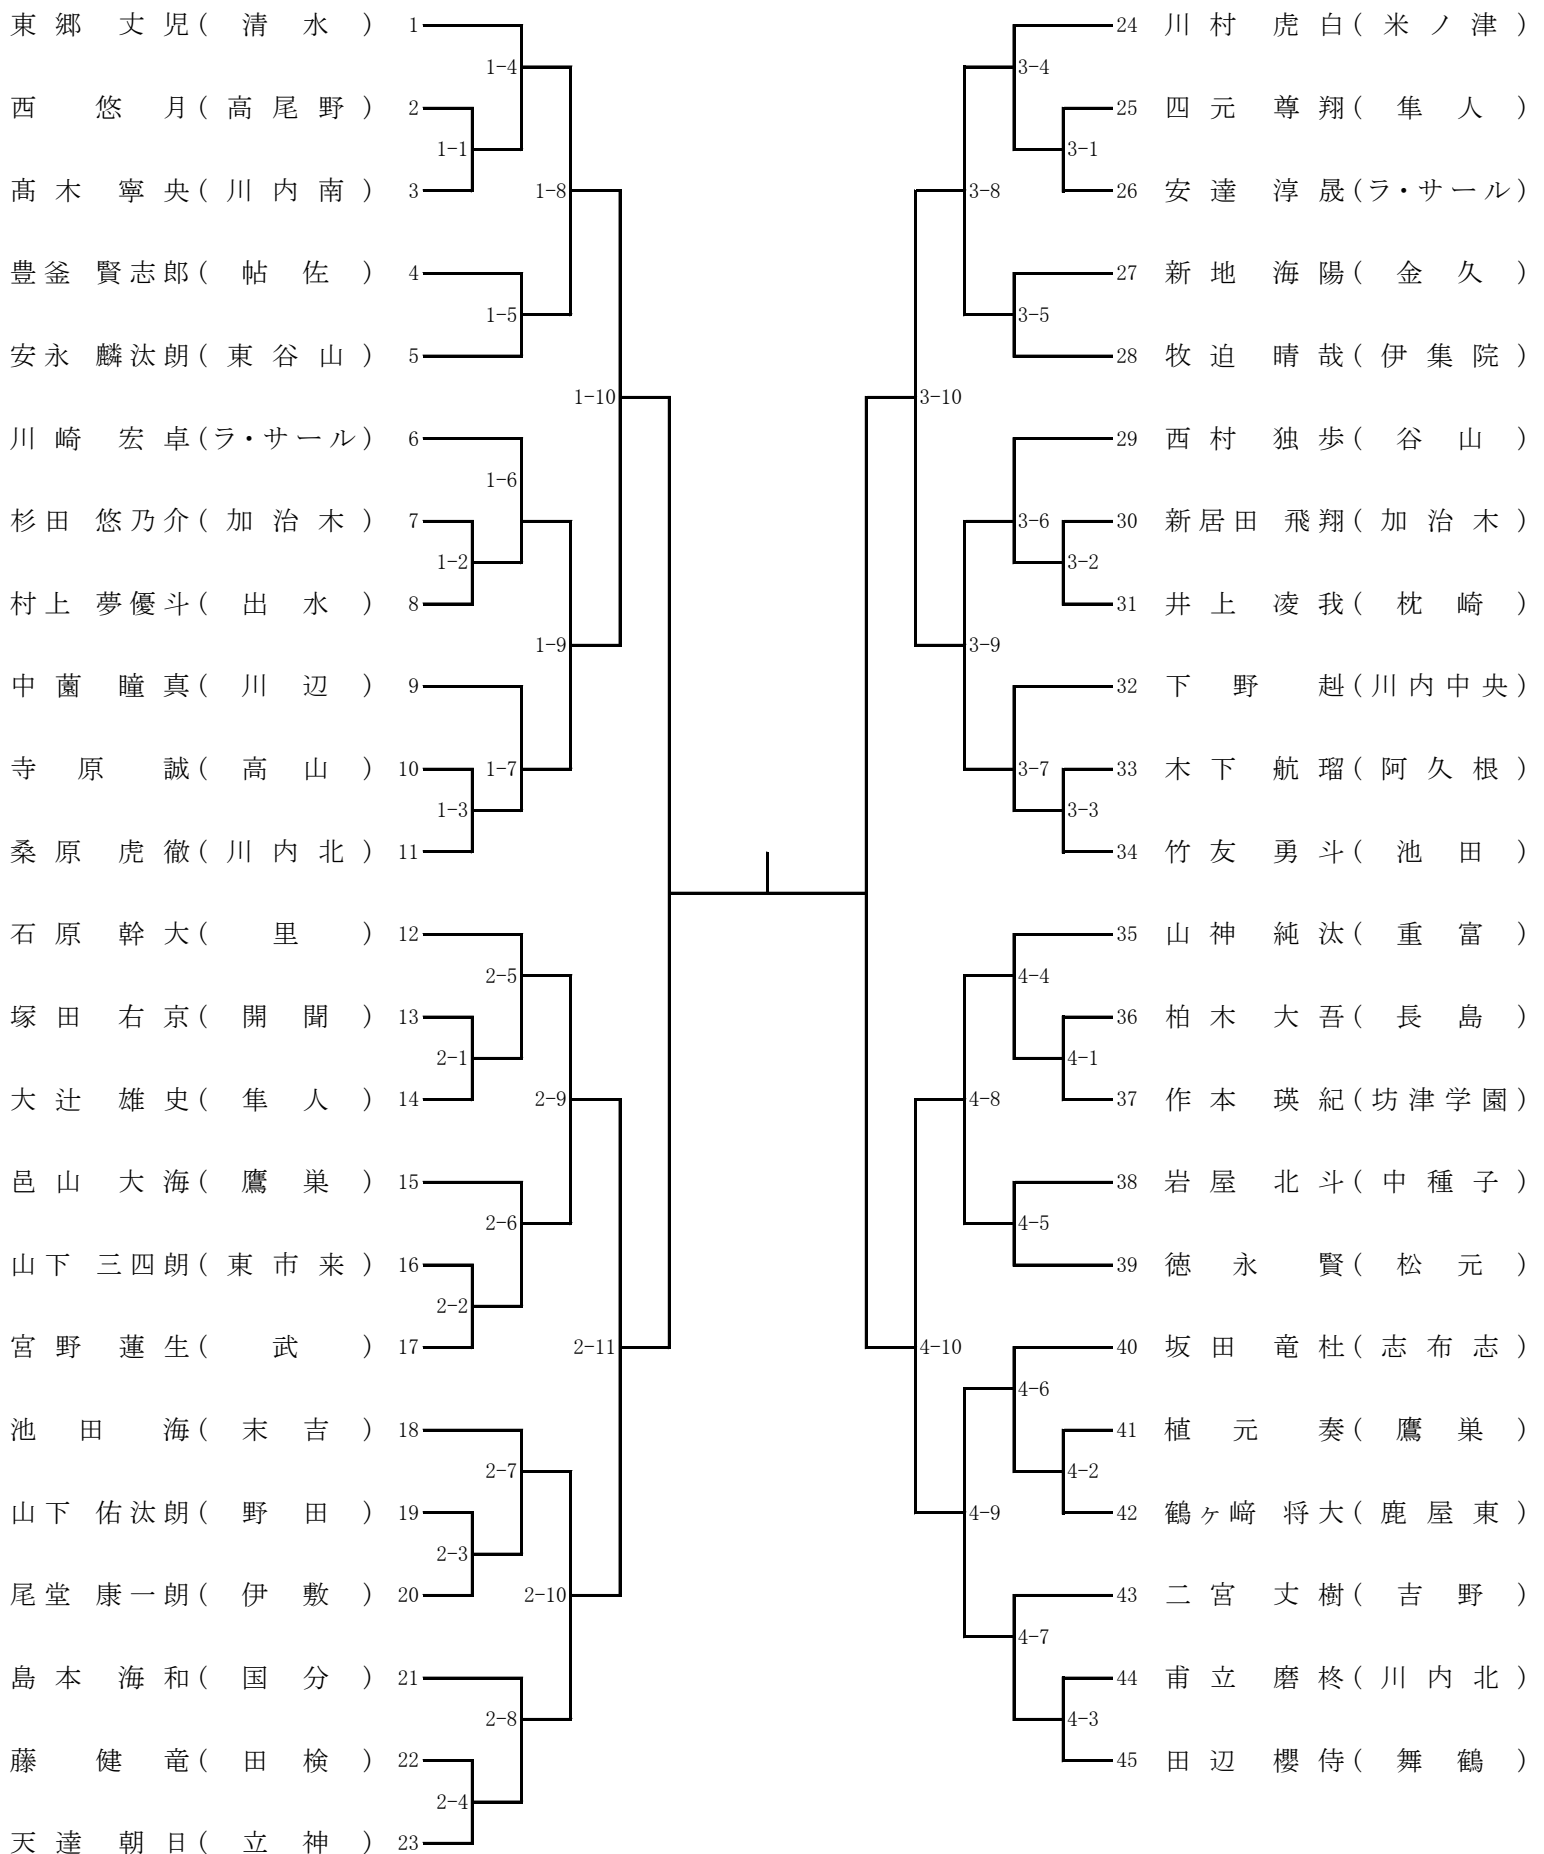 東郷 丈児(清水) 1
1-4
西 悠月(高尾野) 2
1-1
髙木 寧央(川内南) 3
1-8
豊釜 賢志郎(帖佐) 4
1-5
安永 麟汰朗(東谷山) 5
1-10
川崎 宏卓(ラ・サール) 6
1-6
杉田 悠乃介(加治木) 7
1-2
村上 夢優斗(出水) 8
1-9
中薗 瞳真(川辺) 9
寺原 誠(高山) 10
1-7
1-3
桑原 虎徹(川内北) 11
石原 幹大(里) 12
2-5
塚田 右京(開聞) 13
2-1
大辻 雄史(隼人) 14
2-9
邑山 大海(鷹巣) 15
2-6
山下 三四朗(東市来) 16
2-2
宮野 蓮生(武) 17
2-11
池田 海(末吉) 18
2-7
山下 佑汰朗(野田) 19
2-3
尾堂 康一朗(伊敷) 20
2-10
島本 海和(国分) 21
2-8
藤 健竜(田検) 22
2-4
天達 朝日(立神) 23
24 川村 虎白(米ノ津)
3-4
25 四元 尊翔(隼人)
3-1
26 安達 淳晟(ラ・サール)
3-8
27 新地 海陽(金久)
3-5
28 牧迫 晴哉(伊集院)
3-10
29 西村 独歩(谷山)
30 新居田 飛翔(加治木)
3-6
3-2
31 井上 凌我(枕崎)
3-9
32 下野 赳(川内中央)
33 木下 航瑠(阿久根)
3-7
3-3
34 竹友 勇斗(池田)
35 山神 純汰(重富)
4-4
36 柏木 大吾(長島)
4-1
37 作本 瑛紀(坊津学園)
4-8
38 岩屋 北斗(中種子)
4-5
39 徳永 賢(松元)
40 坂田 竜杜(志布志)
4-10
4-6
41 植元 奏(鷹巣)
4-2
42 鶴ヶ﨑 将大(鹿屋東)
4-9
43 二宮 丈樹(吉野)
4-7
44 甫立 磨柊(川内北)
4-3
45 田辺 櫻侍(舞鶴)